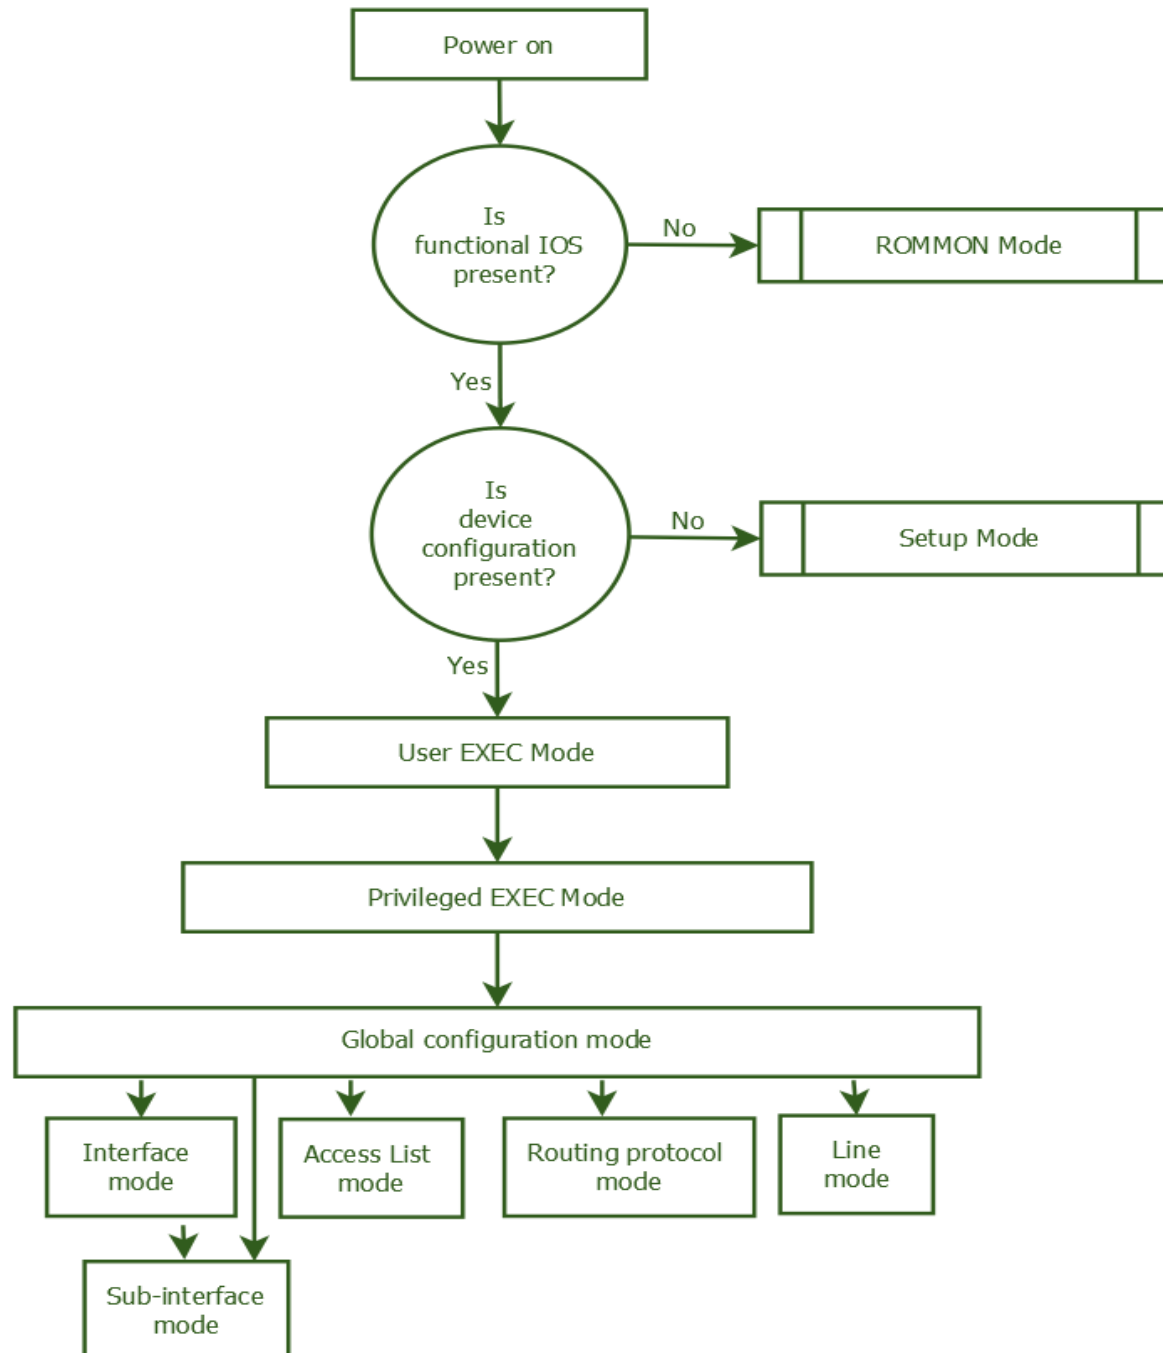 Power on
Is
functional IOS
present?
No
ROMMON Mode
Yes
Is
device
configuration
present?
No
Setup Mode
Yes
User EXEC Mode
Privileged EXEC Mode
Global configuration mode
Interface
mode
Access List
mode
Routing protocol
mode
Line
mode
Sub-interface
mode